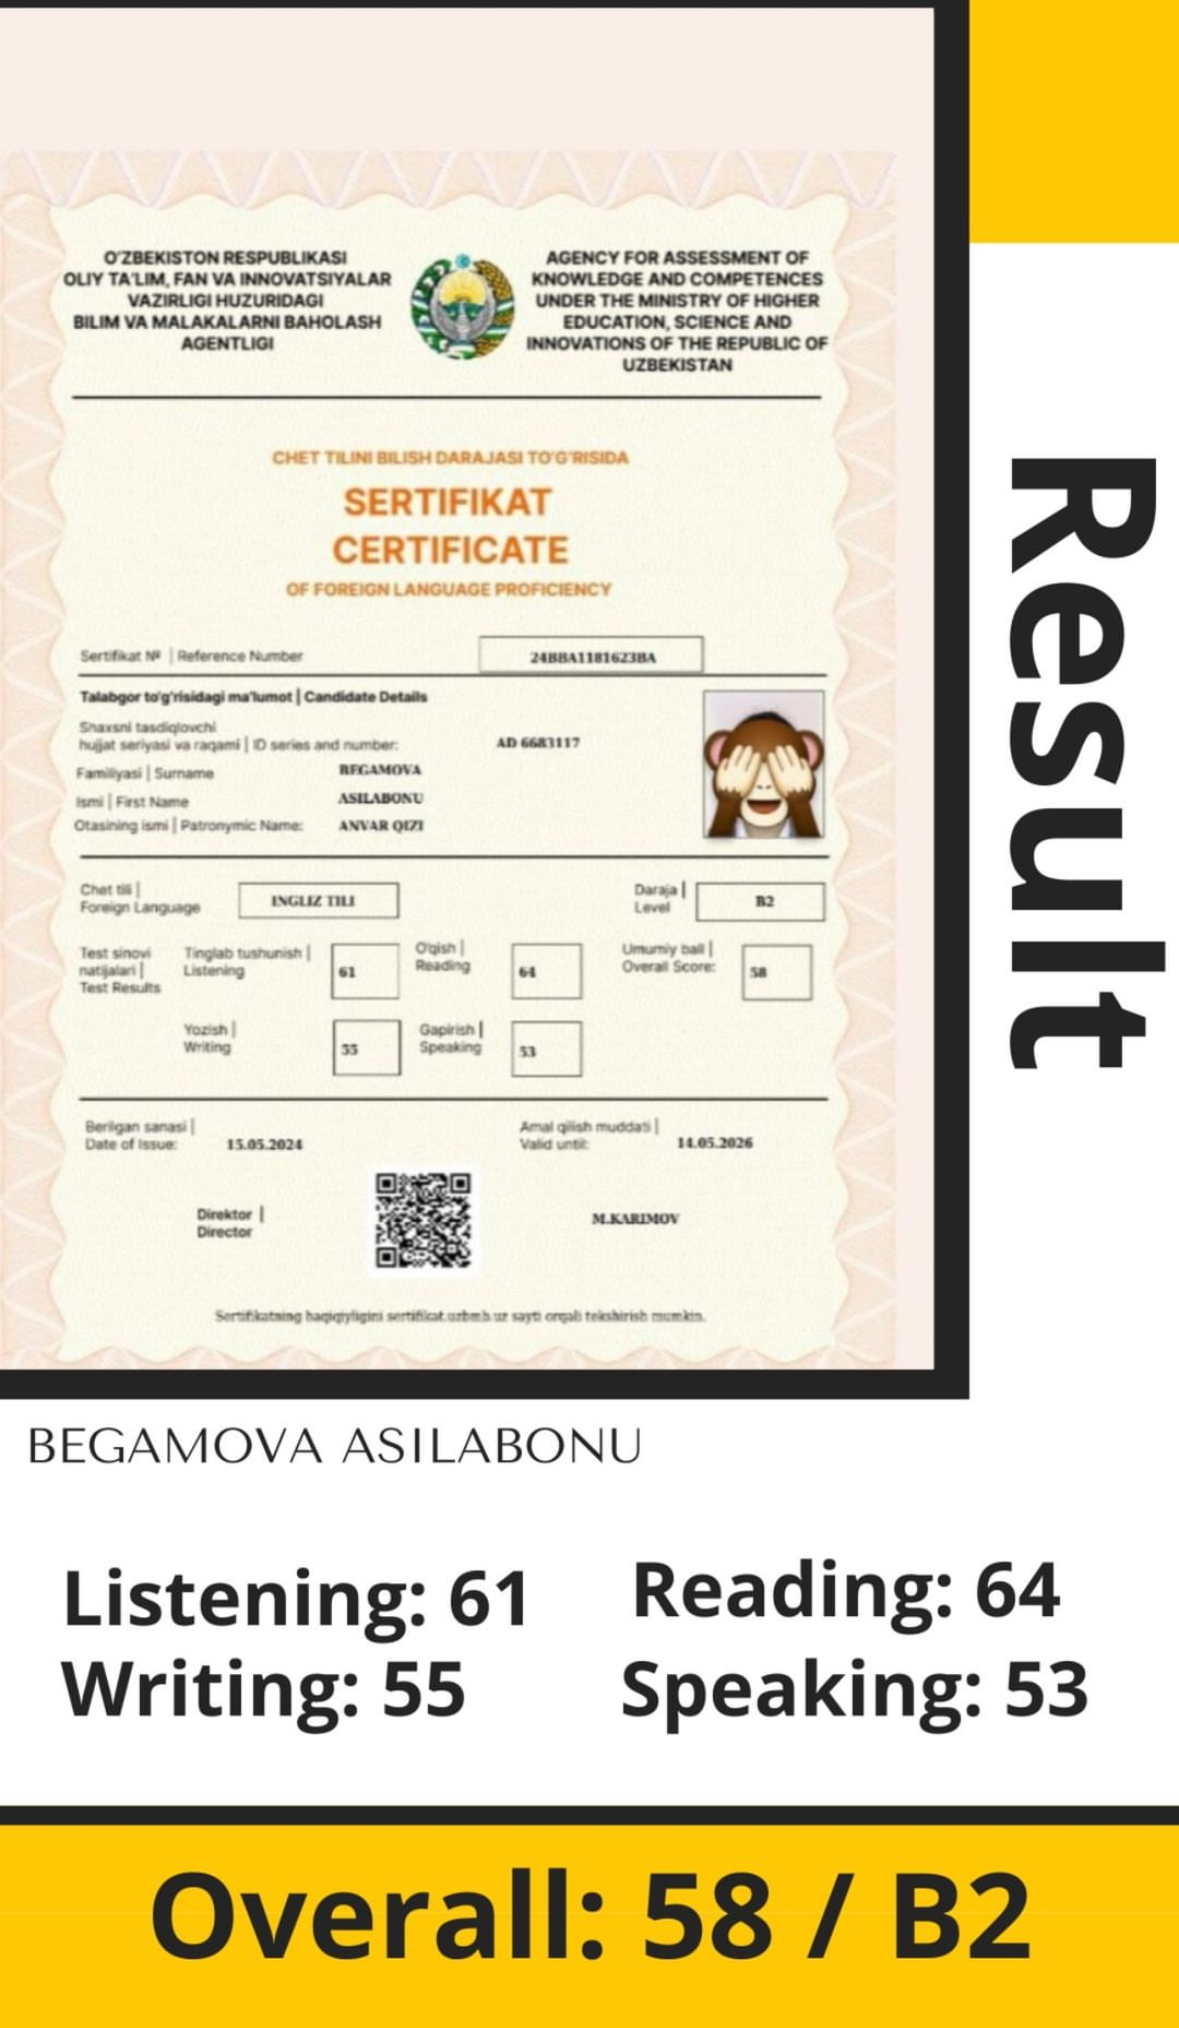 O'ZBEKISTON RESPUBLIKASI
OLIY TA'LIM, FAN VA INNOVATSIYALAR
VAZIRLIGI HUZURIDAGI
BILIM VA MALAKALARNI BAHOLASH
AGENTLIGI
AGENCY FOR ASSESSMENT OF
KNOWLEDGE AND COMPETENCES
UNDER THE MINISTRY OF HIGHER
EDUCATION, SCIENCE AND
INNOVATIONS OF THE REPUBLIC OF
UZBEKISTAN
CHET TILINI BILISH DARAJASI TO'G'RISIDA
SERTIFIKAT
CERTIFICATE
OF FOREIGN LANGUAGE PROFICIENCY
Sertifikat № | Reference Number
24BBA1181623BA
Talabgor to'g'risidagi ma'lumot | Candidate Details
Shaxsni tasdiqlovchi
hujjat seriyasi va raqami | ID series and number: AD 6683117
Familiyasi | Surname BEGAMOVA
Ismi | First Name ASILABONU
Otasining ismi | Patronymic Name: ANVAR QIZI
Chet tili |
Foreign Language
INGLIZ TILI
Daraja |
Level
B2
Test sinovi
natijalari |
Test Results
Tinglab tushunish |
Listening
61
O'qish |
Reading
64
Umumiy ball |
Overall Score:
58
Yozish |
Writing
55
Gapirish |
Speaking
53
Berilgan sanasi |
Date of Issue: 15.05.2024
Amal qilish muddati |
Valid until: 14.05.2026
Direktor |
Director
M.KARIMOV
Sertifikatning haqiqiyligini sertifikat.uzbmb.uz sayti orqali tekshirish mumkin.
Result
BEGAMOVA ASILABONU
Listening: 61
Reading: 64
Writing: 55
Speaking: 53
Overall: 58 / B2